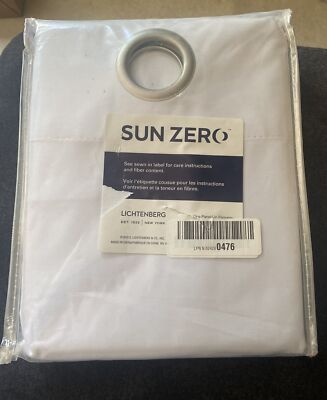 SUN ZERO
See sewn in label for care instructions
and fiber content.
Voir l'étiquette cousue pour les instructions
d'entretien et la teneur en fibres.
LICHTENBERG
EST. 1932 | NEW YORK
0476